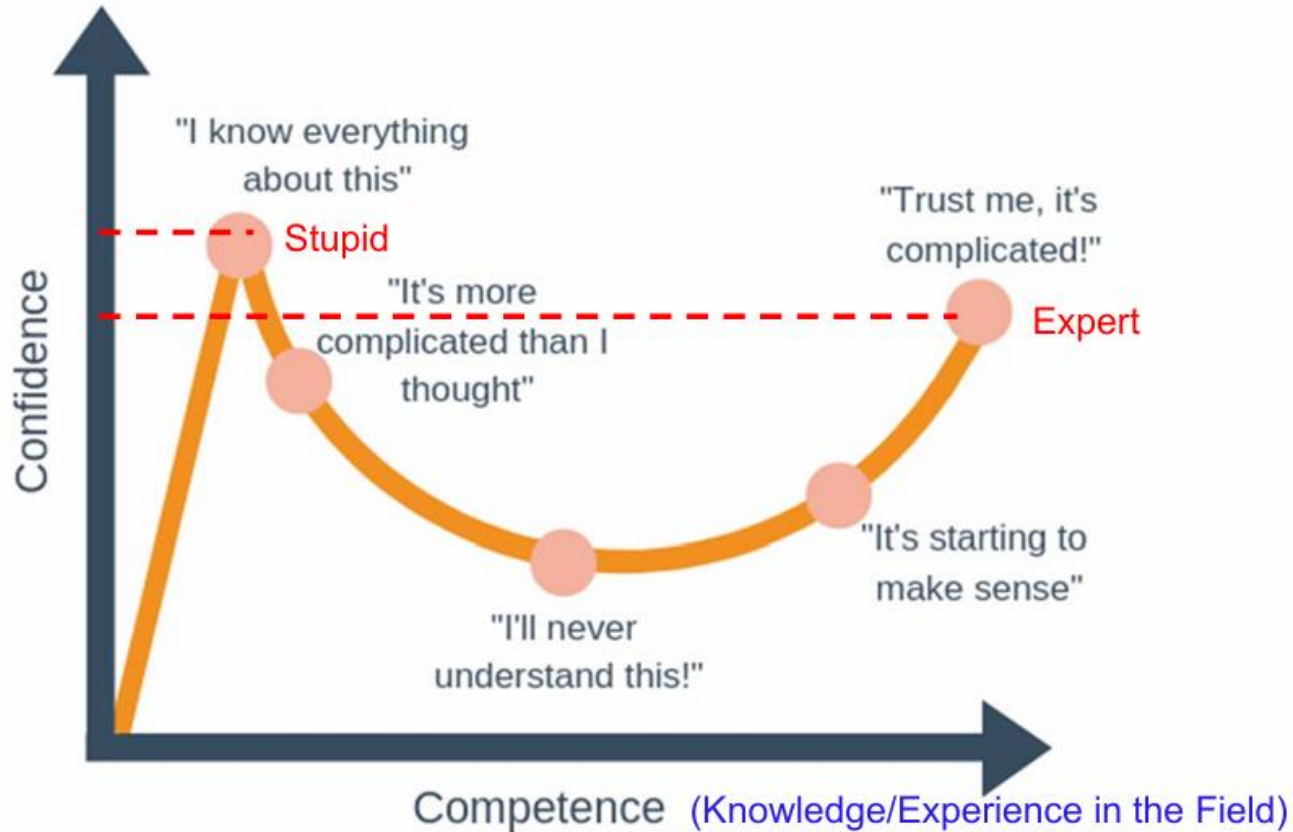 "I know everything
about this"
Stupid
"It's more
complicated than I
thought"
"Trust me, it's
complicated!"
Expert
"I'll never
understand this!"
"It's starting to
make sense"
Confidence
Competence (Knowledge/Experience in the Field)